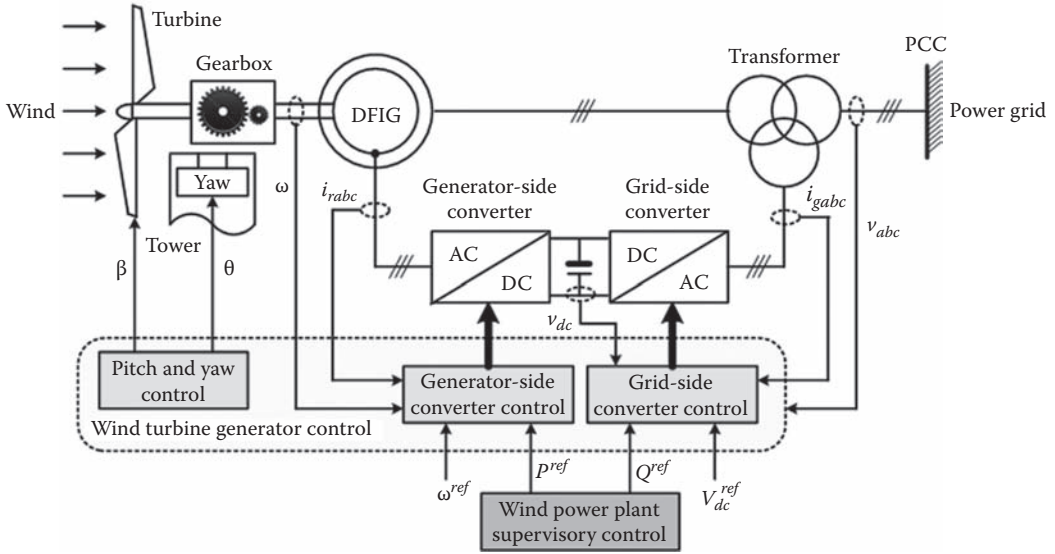 Turbine
Gearbox
Wind
DFIG
Transformer
PCC
Power grid
Yaw
Tower
ω
i_rabc
Generator-side
converter
Grid-side
converter
i_gabc
v_abc
AC
DC
DC
AC
β
θ
v_dc
Pitch and yaw
control
Generator-side
converter control
Grid-side
converter control
Wind turbine generator control
ω^ref
P^ref
Q^ref
V_dc^ref
Wind power plant
supervisory control